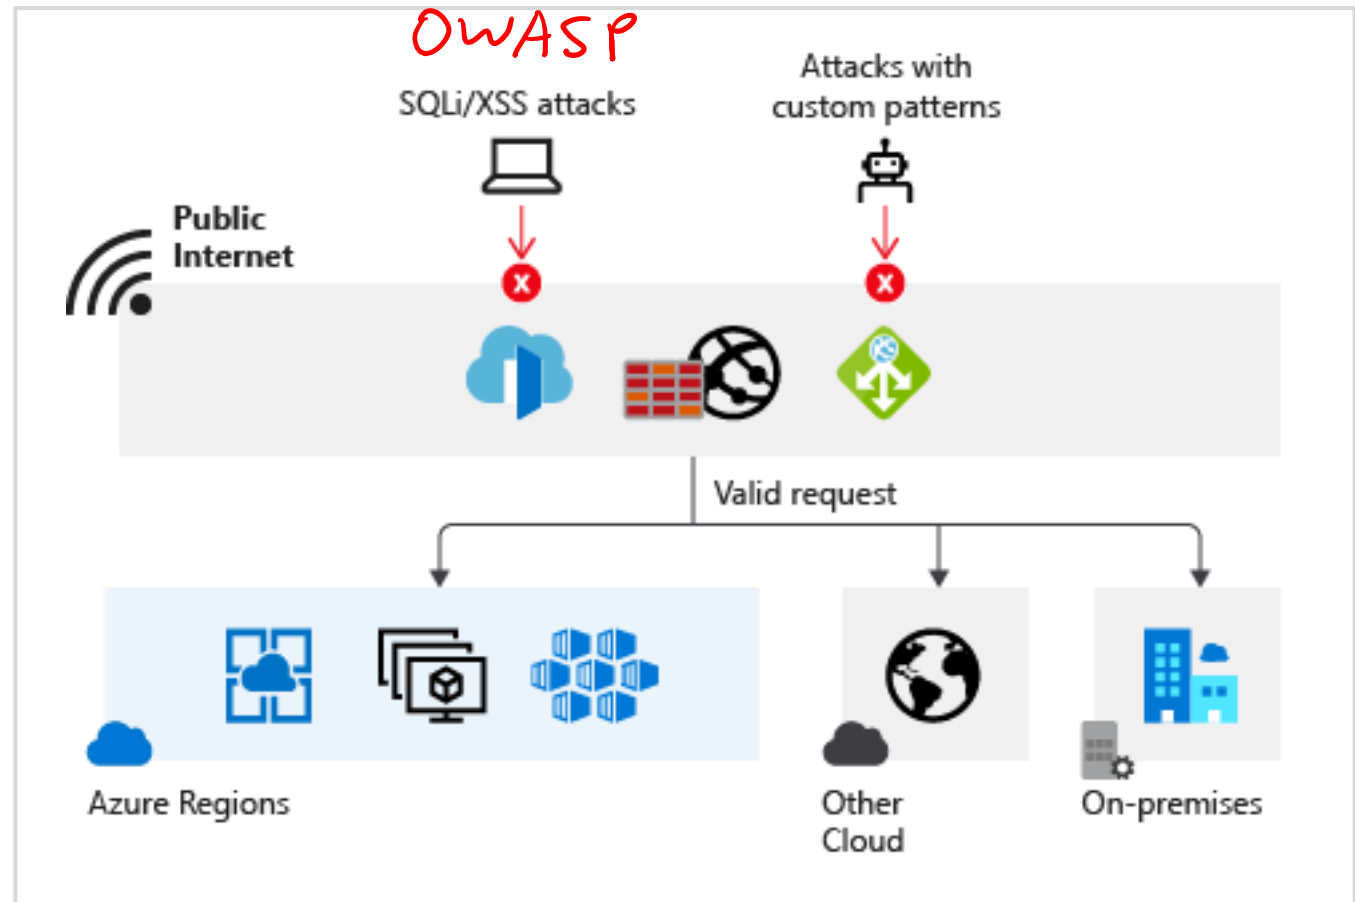 OWASP
SQLi/XSS attacks
Attacks with
custom patterns
Public
Internet
X
X
Valid request
Azure Regions
Other
Cloud
On-premises